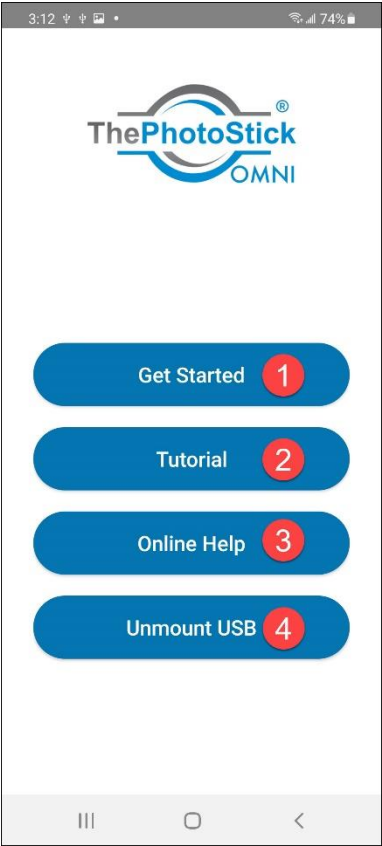 3:12 74%
ThePhotoStick®
OMNI
Get Started 1
Tutorial 2
Online Help 3
Unmount USB 4